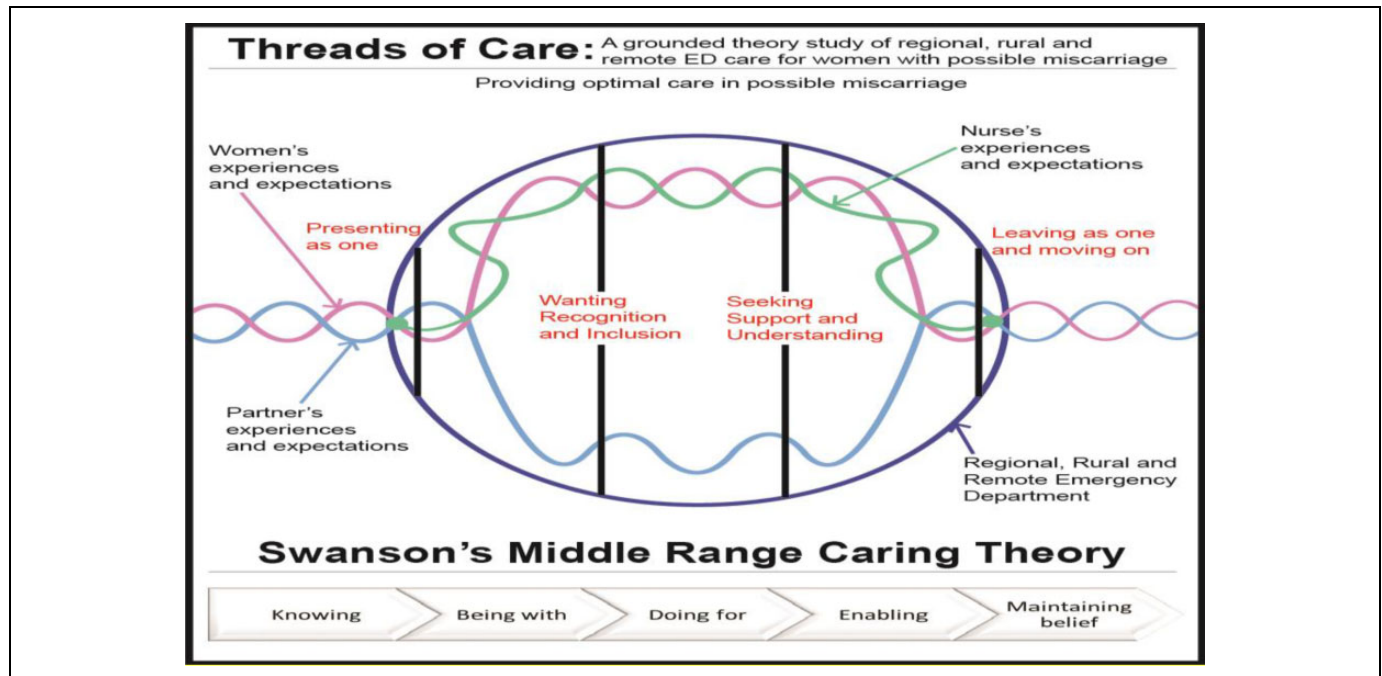 Threads of Care: A grounded theory study of regional, rural and
remote ED care for women with possible miscarriage
Providing optimal care in possible miscarriage
Nurse's
experiences
and expectations
Women's
experiences
and expectations
Presenting
as one
Leaving as one
and moving on
Wanting
Recognition
and Inclusion
Seeking
Support and
Understanding
Partner's
experiences
and expectations
Regional, Rural and
Remote Emergency
Department
Swanson's Middle Range Caring Theory
Knowing
Being with
Doing for
Enabling
Maintaining
belief